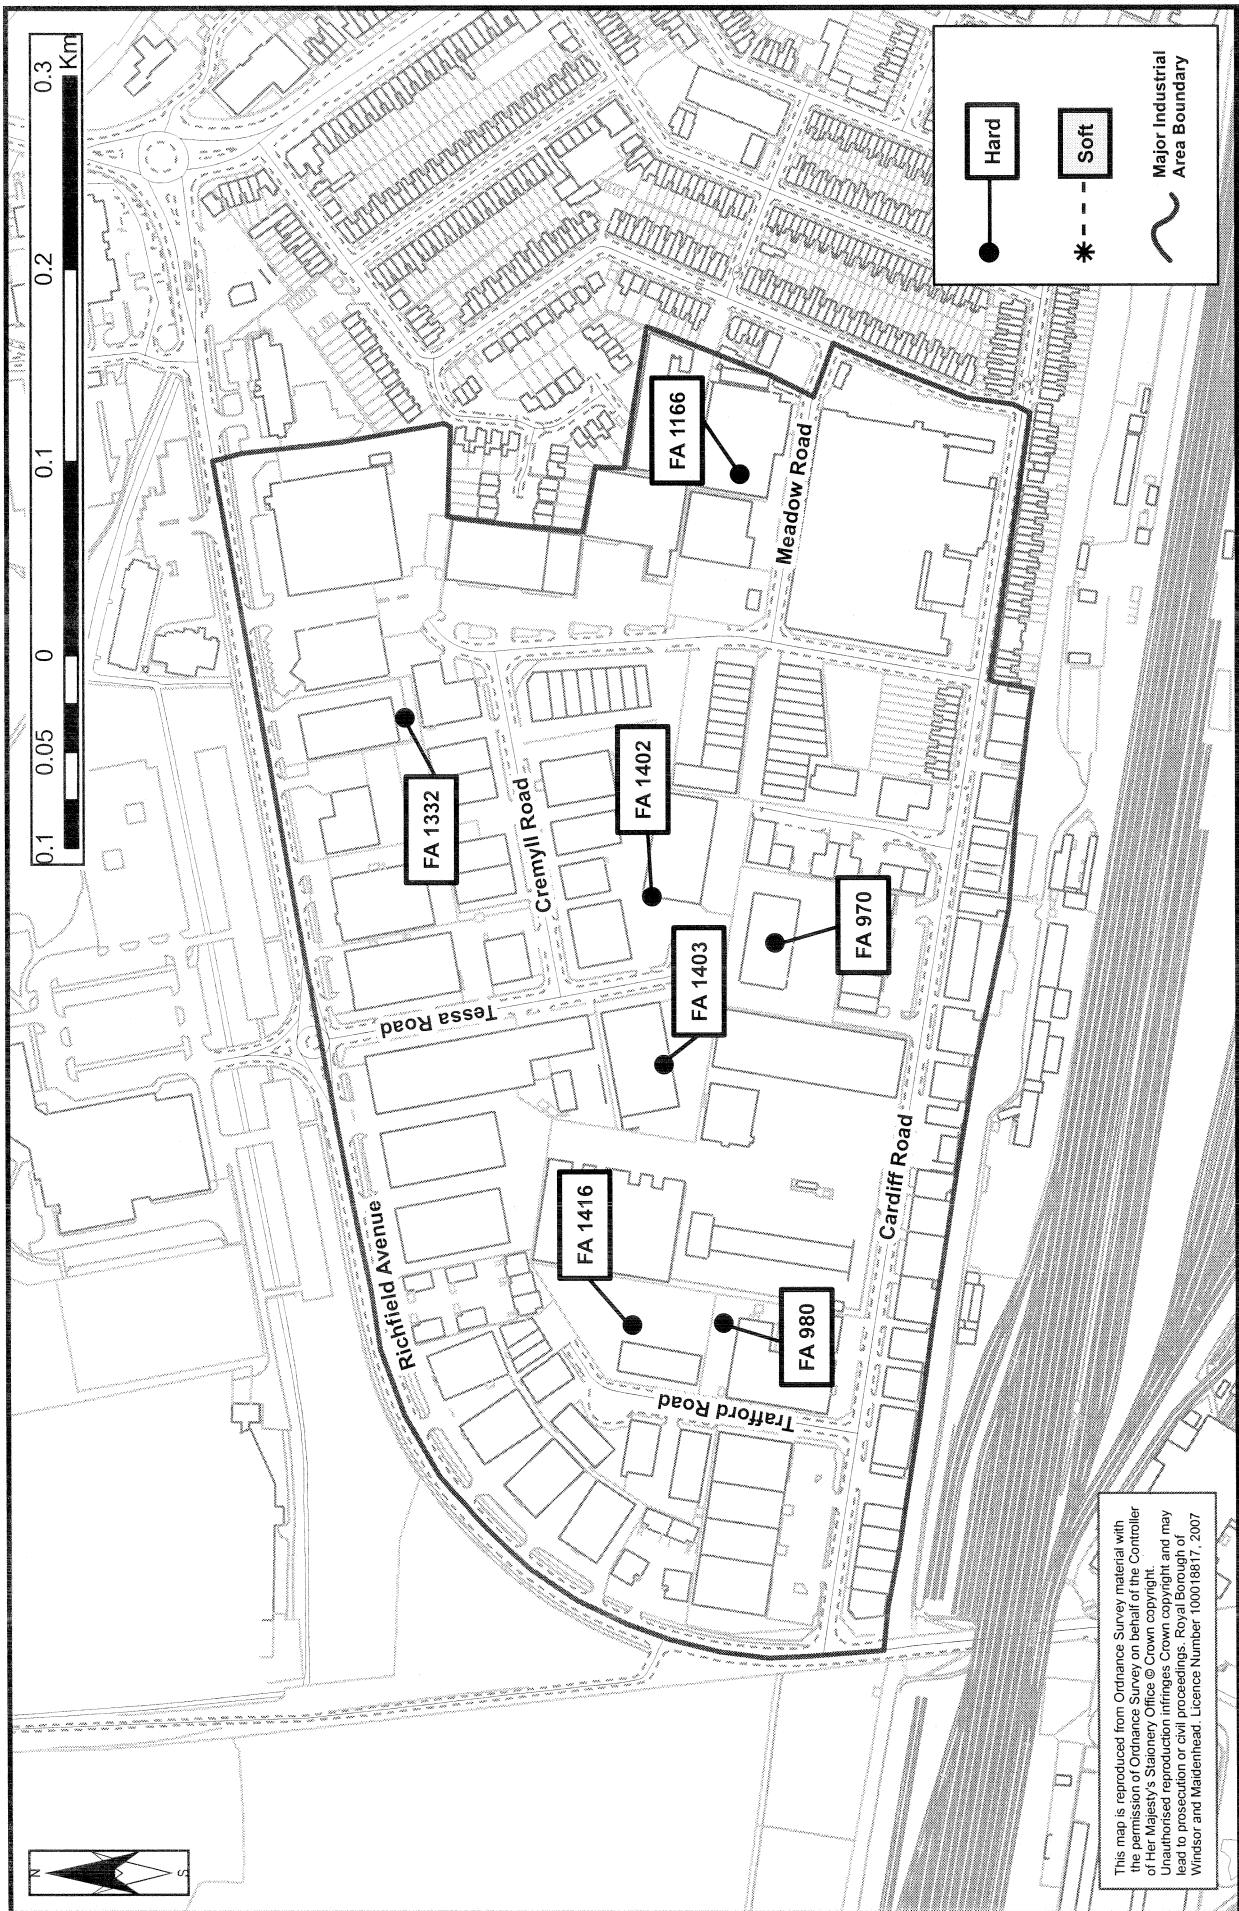 0.1 0.05 0 0.1 0.2 0.3
Km
N
S
Richfield Avenue
Tessa Road
Cremyll Road
Meadow Road
Cardiff Road
Trafford Road
FA 1332
FA 1402
FA 1166
FA 1403
FA 970
FA 1416
FA 980
Hard
Soft
Major Industrial
Area Boundary
This map is reproduced from Ordnance Survey material with
the permission of Ordnance Survey on behalf of the Controller
of Her Majesty's Staionery Office © Crown copyright.
Unauthorised reproduction infringes Crown copyright and may
lead to prosecution or civil proceedings. Royal Borough of
Windsor and Maidenhead. Licence Number 100018817, 2007